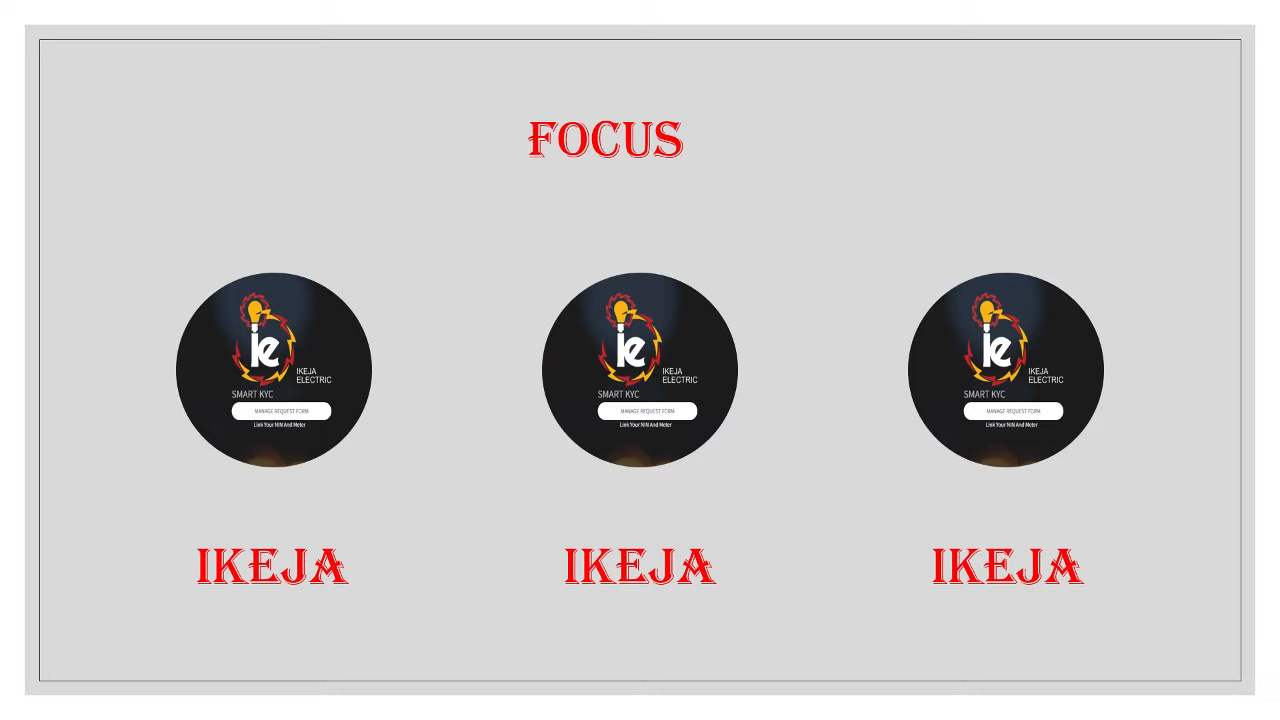 FOCUS
ie
IKEJA
ELECTRIC
SMART KYC
MANAGE REQUEST FORM
Link Your NIN And Meter
ie
IKEJA
ELECTRIC
SMART KYC
MANAGE REQUEST FORM
Link Your NIN And Meter
ie
IKEJA
ELECTRIC
SMART KYC
MANAGE REQUEST FORM
Link Your NIN And Meter
IKEJA
IKEJA
IKEJA